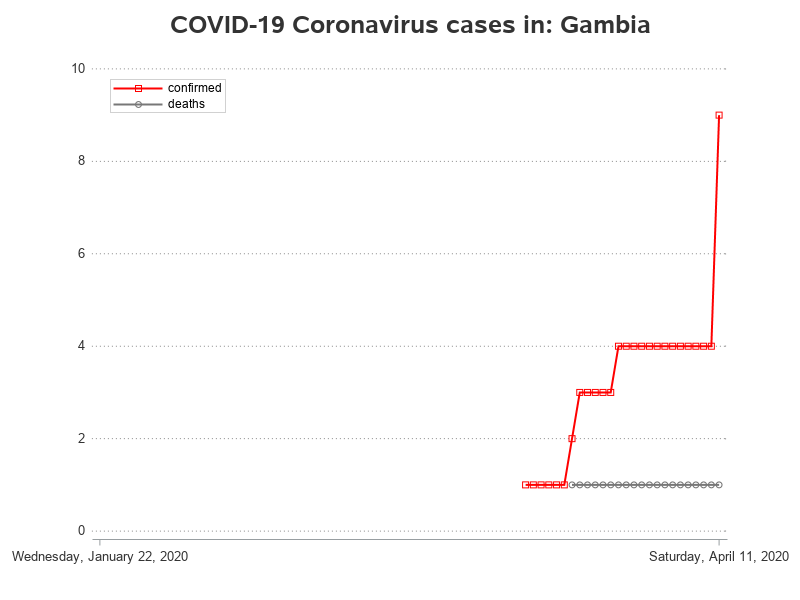 COVID-19 Coronavirus cases in: Gambia
10
confirmed
deaths
8
6
4
2
0
Wednesday, January 22, 2020
Saturday, April 11, 2020